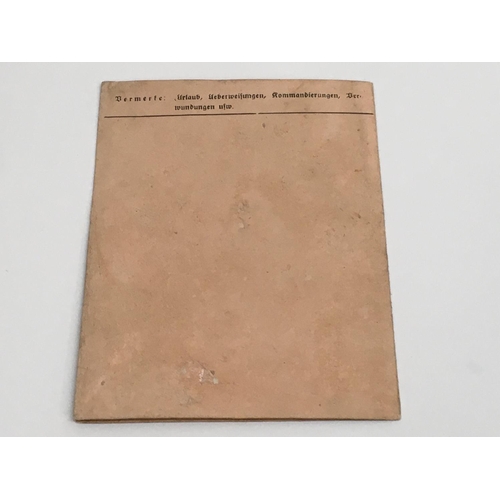 Vermerke: Urlaub, Ueberweisungen, Kommandierungen, Ver-
wundungen usw.